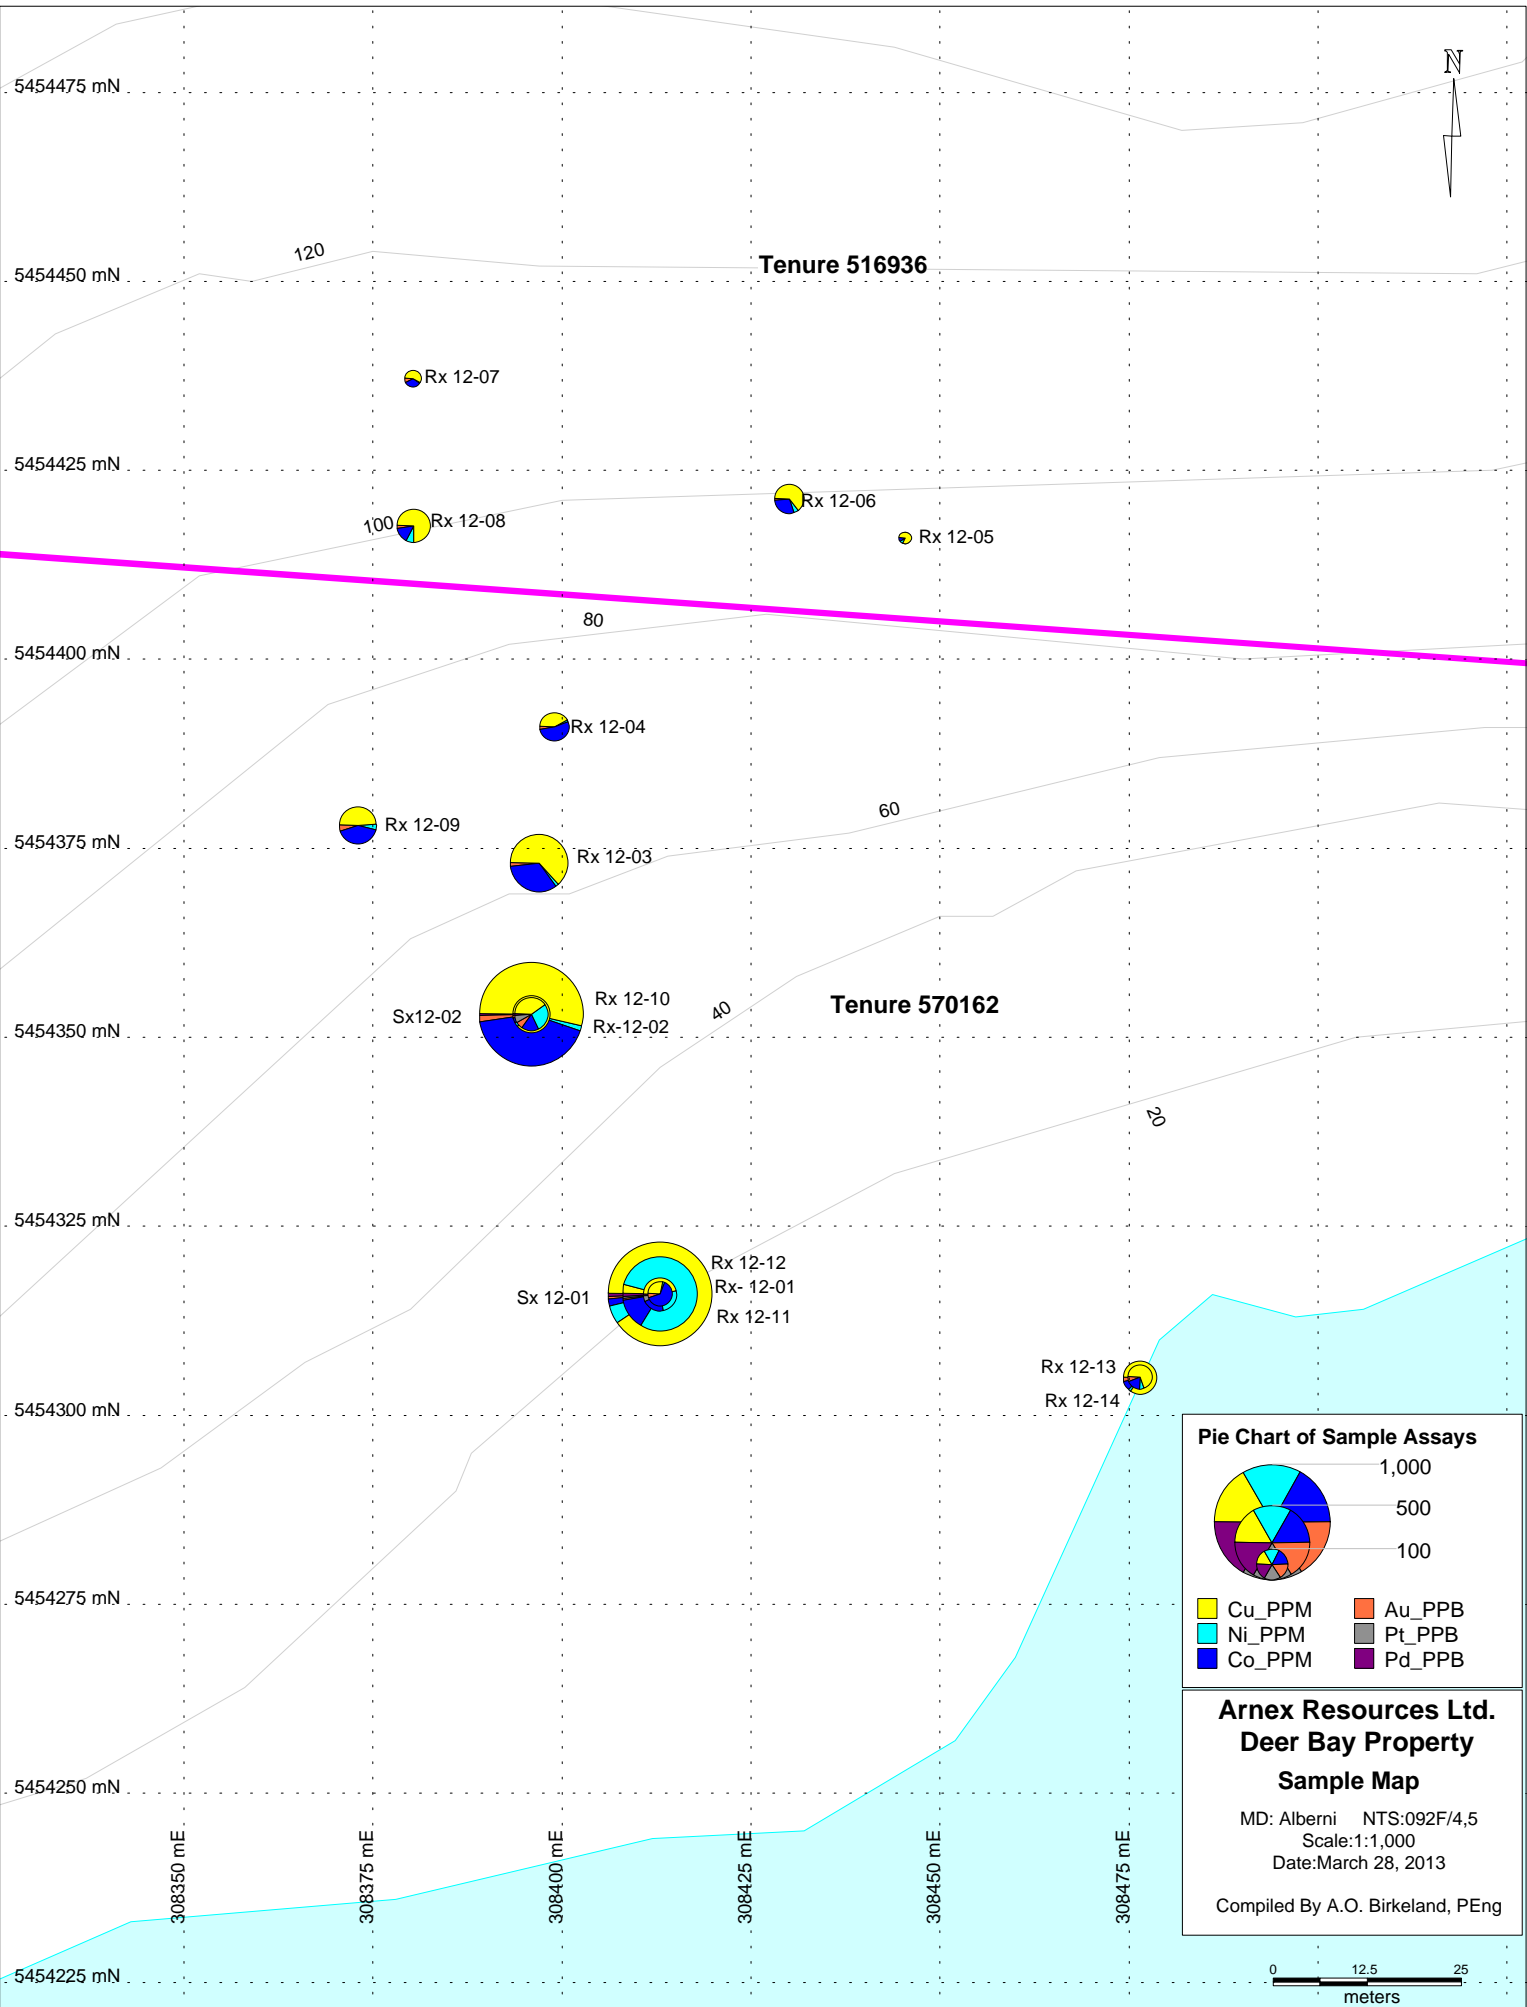 N
5454475 mN
120
Tenure 516936
5454450 mN
Rx 12-07
5454425 mN
Rx 12-06
100
Rx 12-08
Rx 12-05
80
5454400 mN
Rx 12-04
60
Rx 12-09
5454375 mN
Rx 12-03
Rx 12-10
40
Tenure 570162
Sx12-02
Rx-12-02
5454350 mN
20
5454325 mN
Rx 12-12
Rx- 12-01
Sx 12-01
Rx 12-11
Rx 12-13
Rx 12-14
5454300 mN
Pie Chart of Sample Assays
1,000
500
100
Cu_PPM Au_PPB
Ni_PPM Pt_PPB
Co_PPM Pd_PPB
5454275 mN
Arnex Resources Ltd.
Deer Bay Property
Sample Map
MD: Alberni NTS:092F/4,5
Scale:1:1,000
Date:March 28, 2013
Compiled By A.O. Birkeland, PEng
5454250 mN
308350 mE
308375 mE
308400 mE
308425 mE
308450 mE
308475 mE
5454225 mN
0 12.5 25
meters